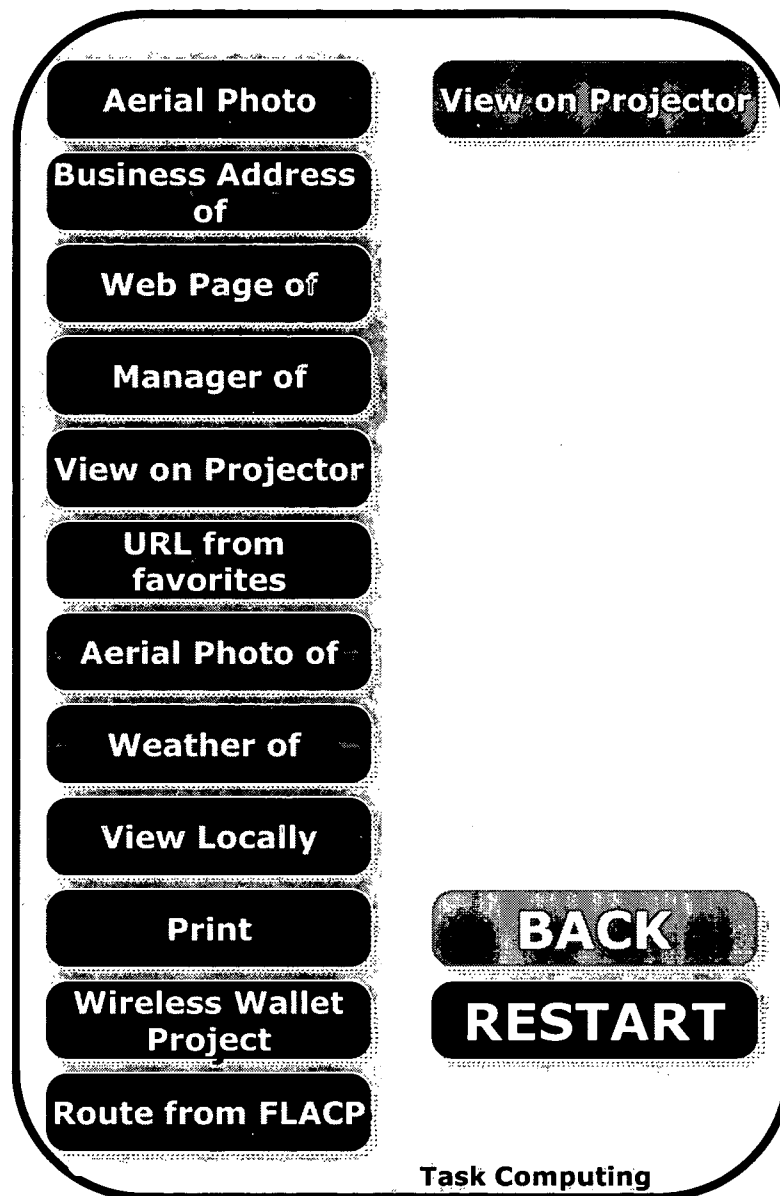 Aerial Photo
Business Address
of
Web Page of
Manager of
View on Projector
URL from
favorites
Aerial Photo of
Weather of
View Locally
Print
Wireless Wallet
Project
Route from FLACP
View on Projector
BACK
RESTART
Task Computing